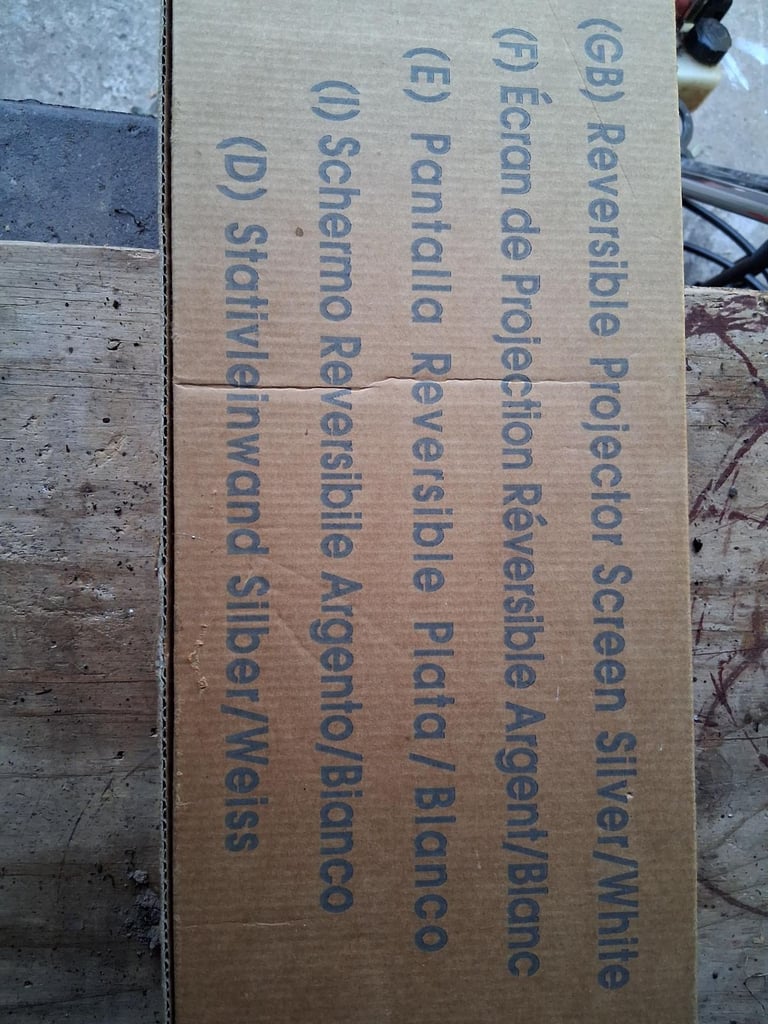 (GB) Reversible Projector Screen Silver/White
(F) Écran de Projection Réversible Argent/Blanc
(E) Pantalla Reversible Plata / Blanco
(I) Schermo Reversibile Argento/Bianco
(D) Stativleinwand Silber/Weiss